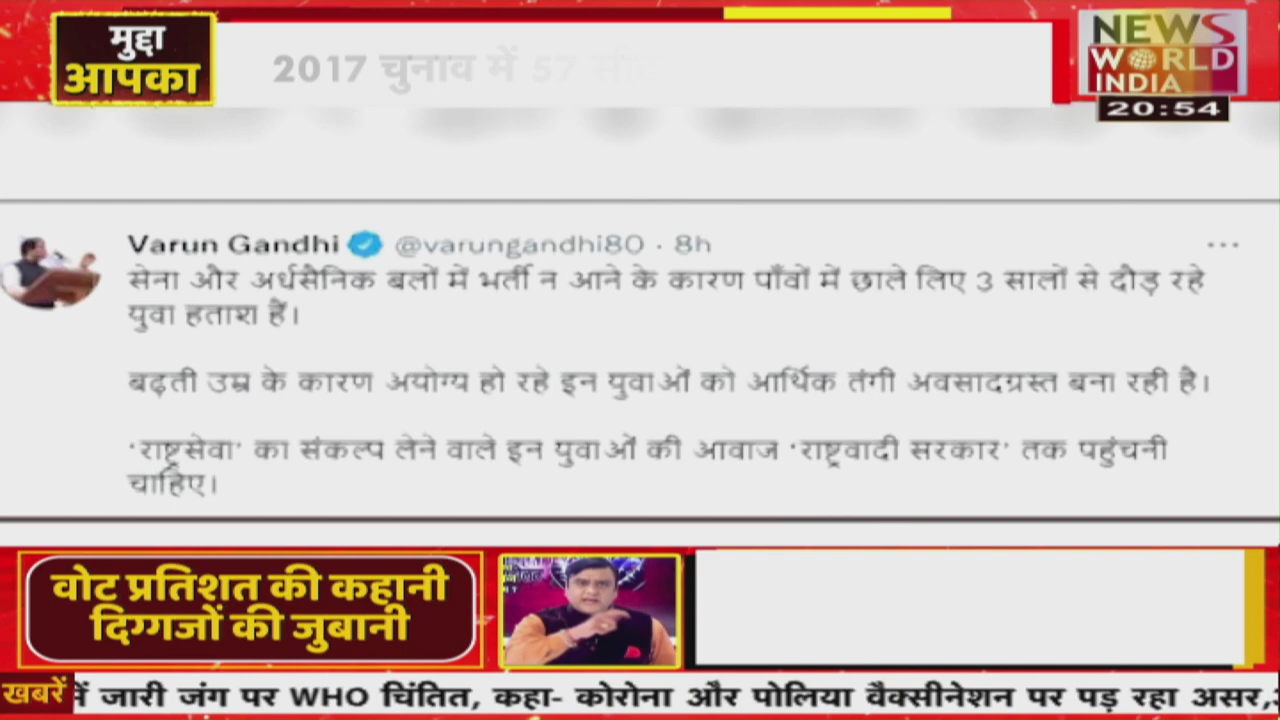 मुद्दा
आपका
2017 चुनाव में 57
NEWS
WORLD
INDIA
20:54
Varun Gandhi @varungandhi80 · 8h
सेना और अर्धसैनिक बलों में भर्ती न आने के कारण पाँवों में छाले लिए 3 सालों से दौड़ रहे
युवा हताश हैं।
बढ़ती उम्र के कारण अयोग्य हो रहे इन युवाओं को आर्थिक तंगी अवसादग्रस्त बना रही है।
‘राष्ट्रसेवा’ का संकल्प लेने वाले इन युवाओं की आवाज ‘राष्ट्रवादी सरकार’ तक पहुंचनी
चाहिए।
वोट प्रतिशत की कहानी
दिग्गजों की जुबानी
खबरें में जारी जंग पर WHO चिंतित, कहा- कोरोना और पोलिया वैक्सीनेशन पर पड़ रहा असर,